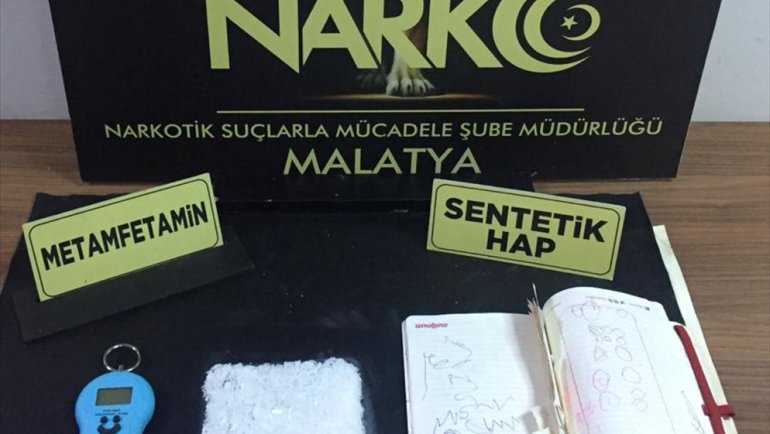 NARKO
NARKOTİK SUÇLARLA MÜCADELE ŞUBE MÜDÜRLÜĞÜ
MALATYA
METAMFETAMİN
SENTETİK
HAP